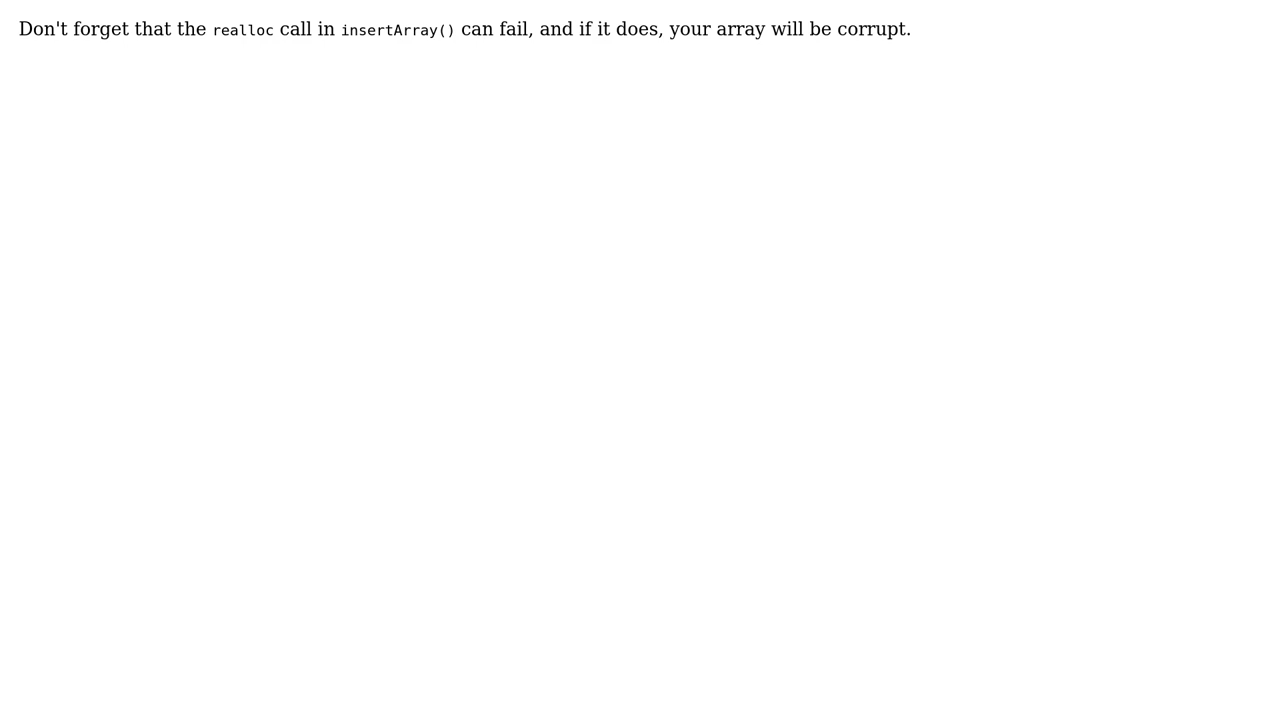 Don't forget that the realloc call in insertArray() can fail, and if it does, your array will be corrupt.